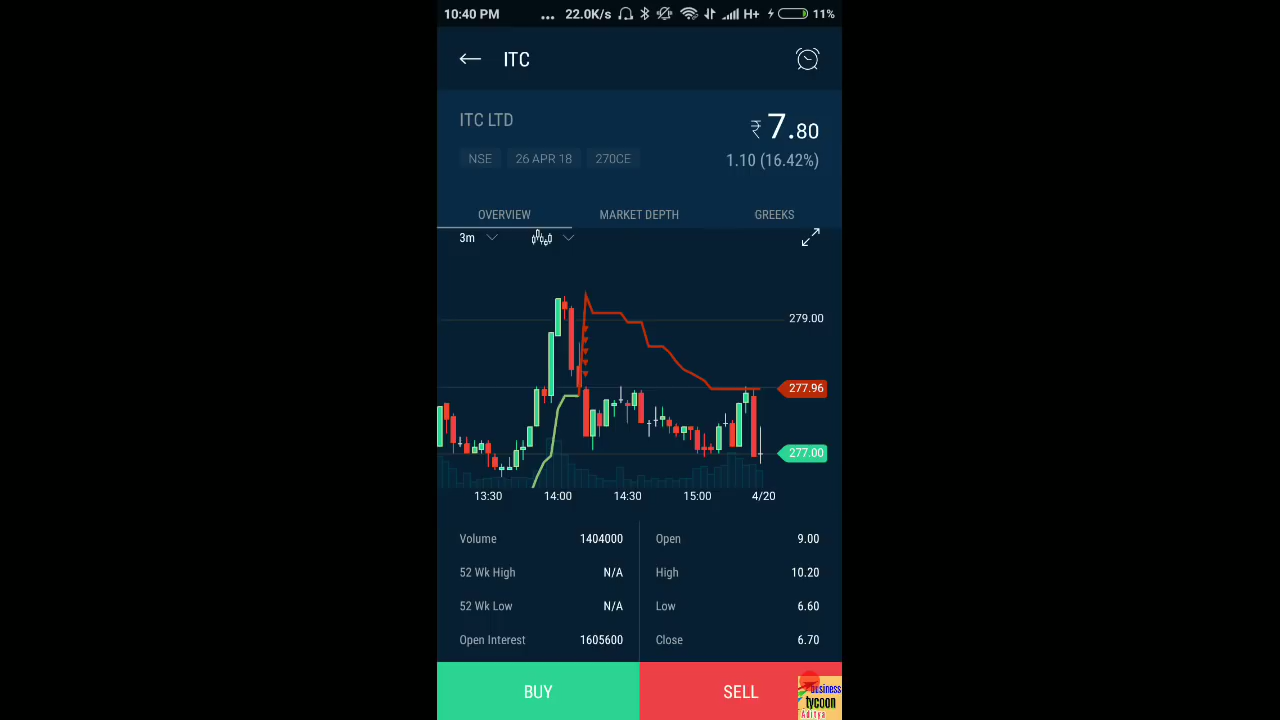 10:40 PM ... 22.0K/s H+ 11%
ITC
ITC LTD
₹ 7.80
NSE 26 APR 18 270CE
1.10 (16.42%)
OVERVIEW MARKET DEPTH GREEKS
3m
279.00
277.96
277.00
13:30 14:00 14:30 15:00 4/20
Volume 1404000 Open 9.00
52 Wk High N/A High 10.20
52 Wk Low N/A Low 6.60
Open Interest 1605600 Close 6.70
BUY SELL
business
tycoon
Aditya